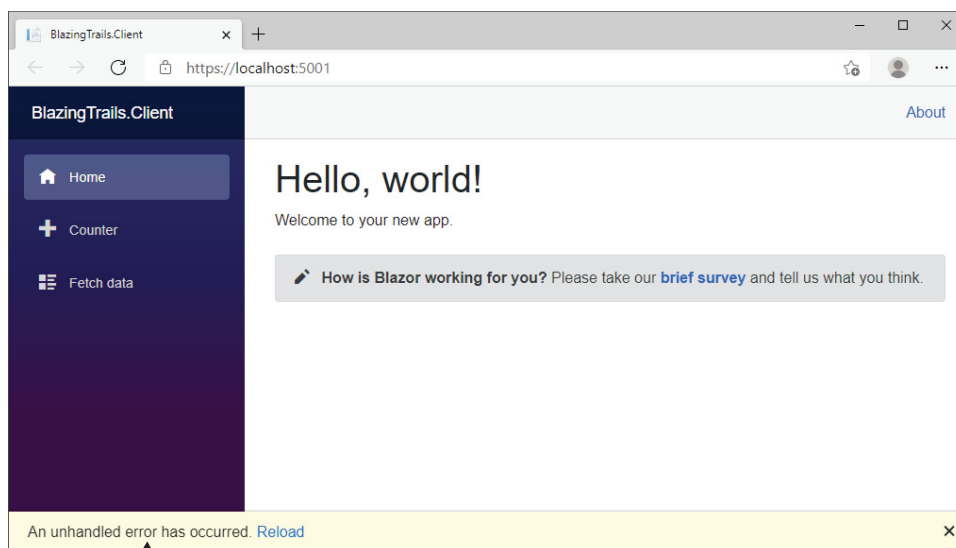 BlazingTrails.Client
https://localhost:5001
BlazingTrails.Client
About
Home
Counter
Fetch data
Hello, world!
Welcome to your new app.
How is Blazor working for you? Please take our brief survey and tell us what you think.
An unhandled error has occurred. Reload